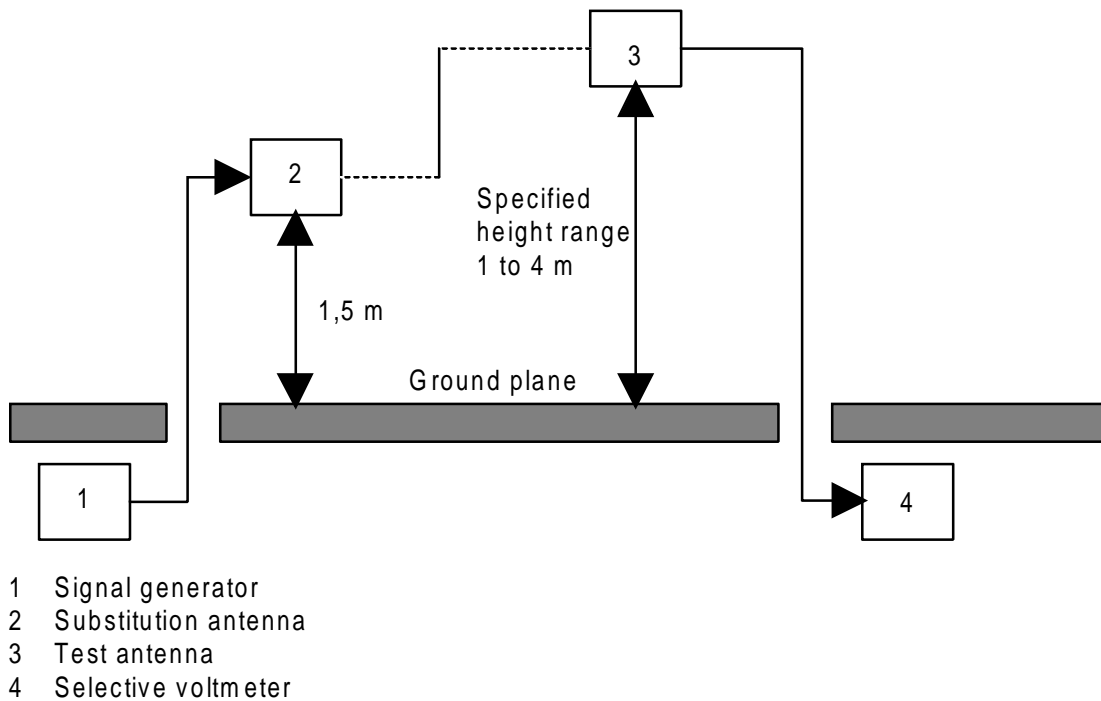 3
2
Specified
height range
1 to 4 m
1,5 m
Ground plane
1
4
1 Signal generator
2 Substitution antenna
3 Test antenna
4 Selective voltmeter